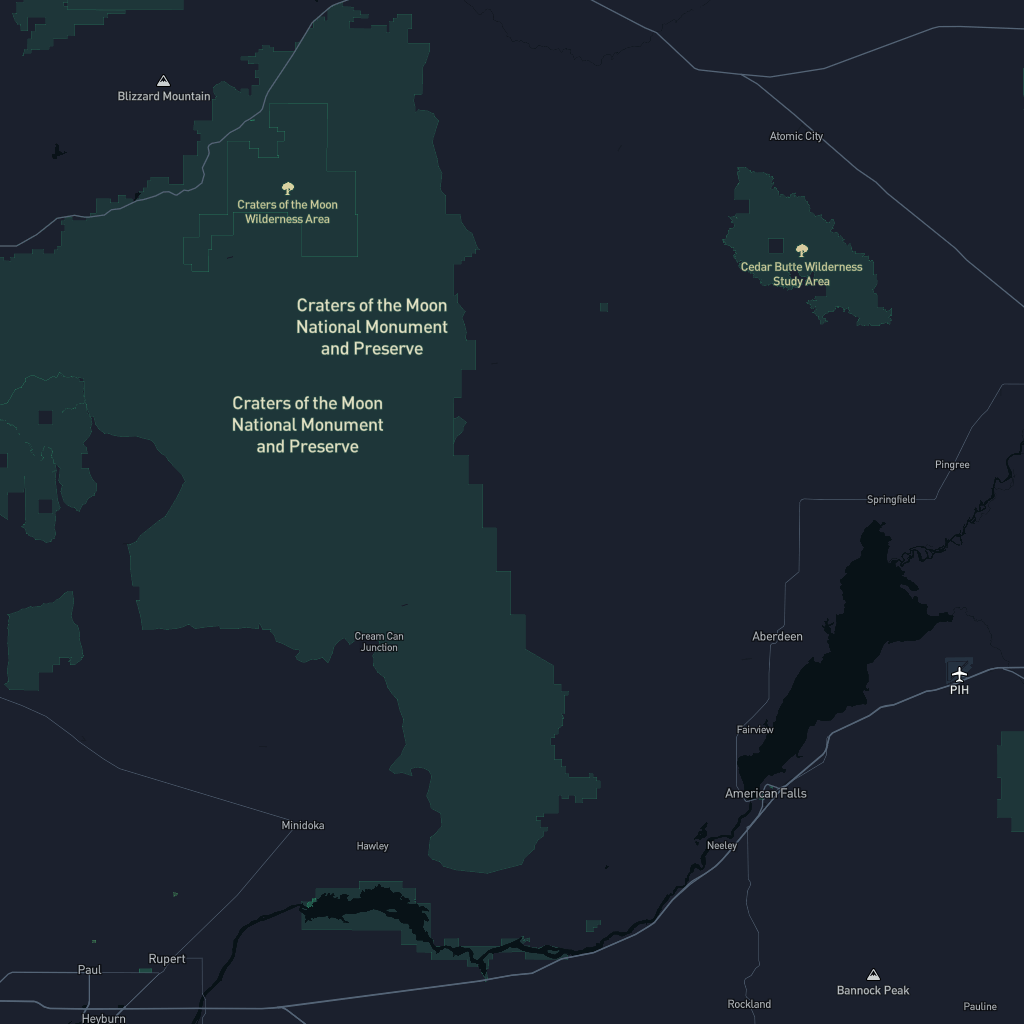 Blizzard Mountain
Atomic City
Craters of the Moon
Wilderness Area
Cedar Butte Wilderness
Study Area
Craters of the Moon
National Monument
and Preserve
Craters of the Moon
National Monument
and Preserve
Pingree
Springfield
Cream Can
Junction
Aberdeen
PIH
Fairview
American Falls
Minidoka
Hawley
Neeley
Rupert
Paul
Bannock Peak
Rockland
Pauline
Heyburn